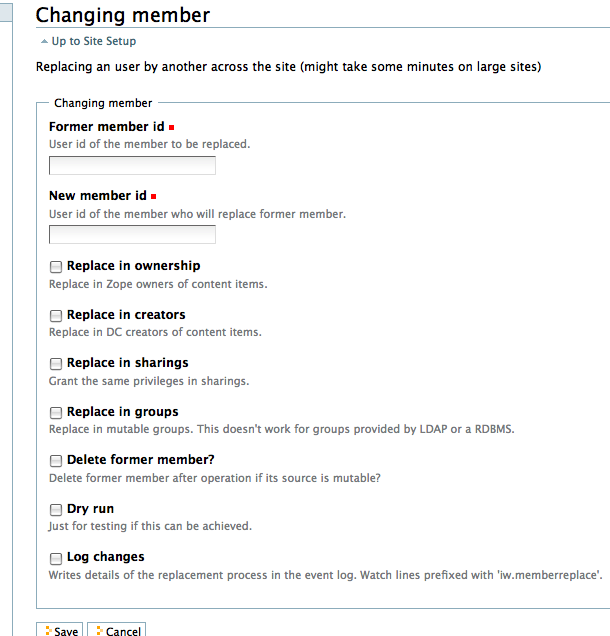 Changing member
Up to Site Setup
Replacing an user by another across the site (might take some minutes on large sites)
Changing member
Former member id
User id of the member to be replaced.
New member id
User id of the member who will replace former member.
Replace in ownership
Replace in Zope owners of content items.
Replace in creators
Replace in DC creators of content items.
Replace in sharings
Grant the same privileges in sharings.
Replace in groups
Replace in mutable groups. This doesn't work for groups provided by LDAP or a RDBMS.
Delete former member?
Delete former member after operation if its source is mutable?
Dry run
Just for testing if this can be achieved.
Log changes
Writes details of the replacement process in the event log. Watch lines prefixed with 'iw.memberreplace'.
Save Cancel